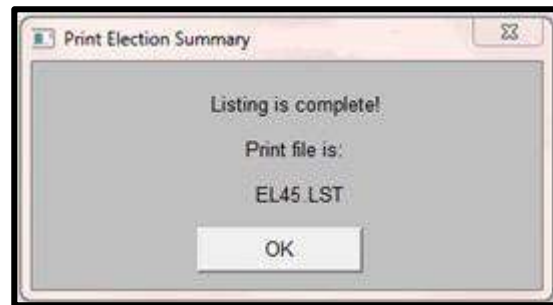 Print Election Summary
Listing is complete!
Print file is:
EL45.LST
OK